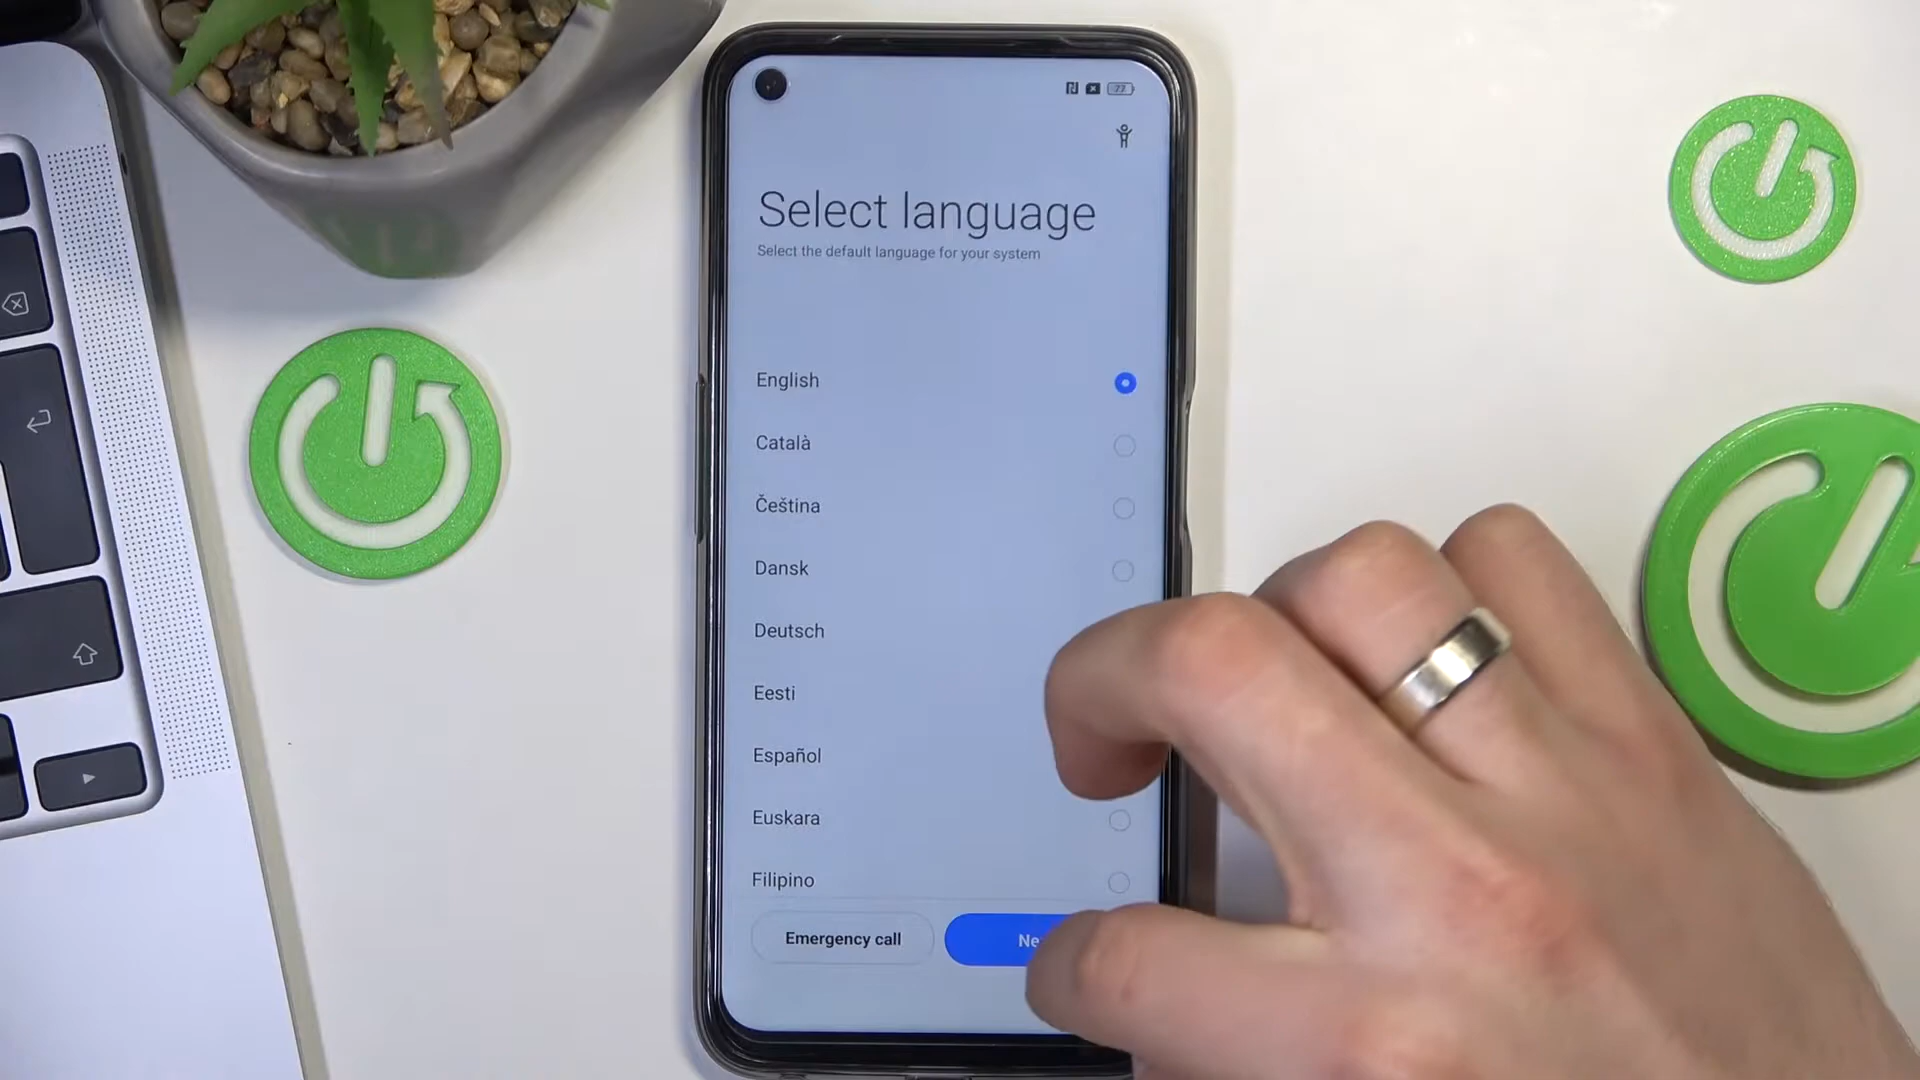 77
Select language
Select the default language for your system
English
Català
Čeština
Dansk
Deutsch
Eesti
Español
Euskara
Filipino
Emergency call